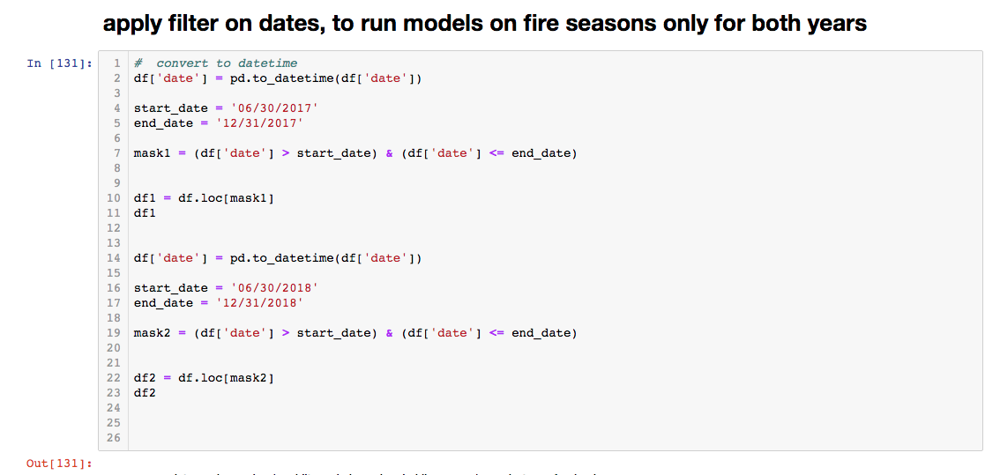 apply filter on dates, to run models on fire seasons only for both years
In [131]:
1 #  convert to datetime
2 df['date'] = pd.to_datetime(df['date'])
3
4 start_date = '06/30/2017'
5 end_date = '12/31/2017'
6
7 mask1 = (df['date'] > start_date) & (df['date'] <= end_date)
8
9
10 df1 = df.loc[mask1]
11 df1
12
13
14 df['date'] = pd.to_datetime(df['date'])
15
16 start_date = '06/30/2018'
17 end_date = '12/31/2018'
18
19 mask2 = (df['date'] > start_date) & (df['date'] <= end_date)
20
21
22 df2 = df.loc[mask2]
23 df2
24
25
26
Out[131]: